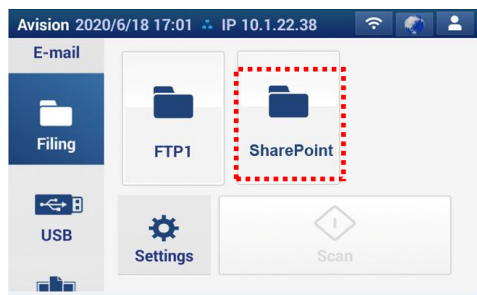 Avision 2020/6/18 17:01 IP 10.1.22.38
E-mail
Filing
FTP1
SharePoint
USB
Settings
Scan